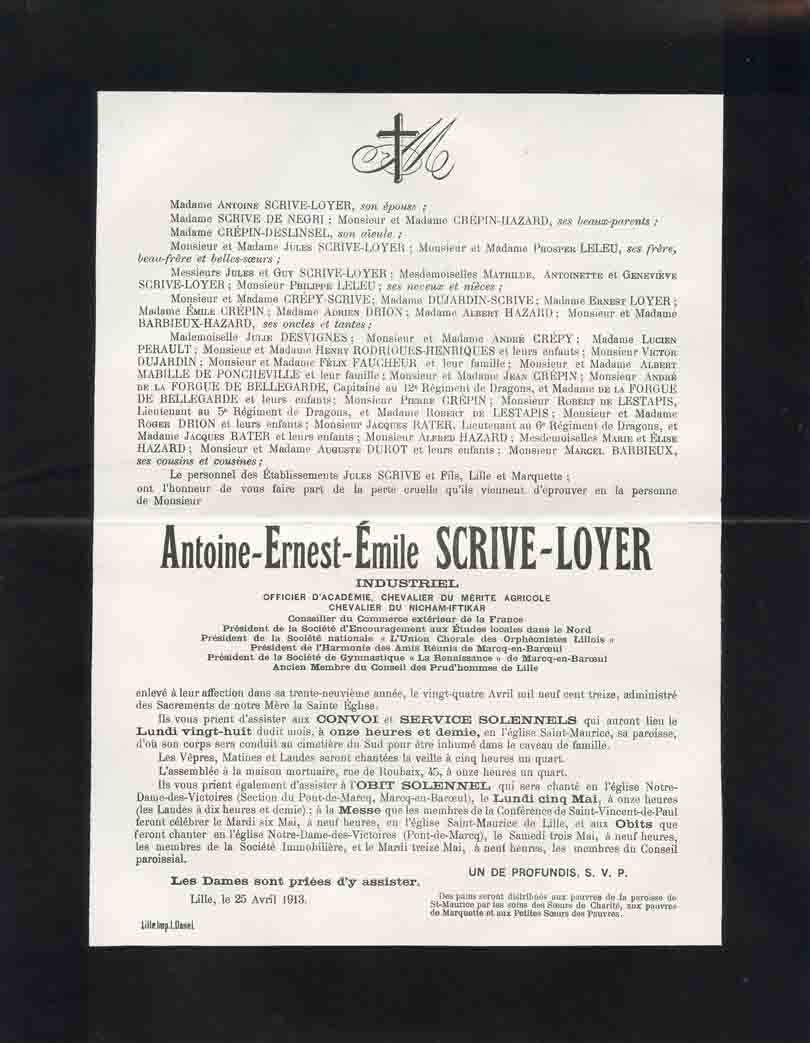 Madame Antoine SCRIVE-LOYER, son épouse ;
Madame SCRIVE DE NEGRI ; Monsieur et Madame CRÉPIN-HAZARD, ses beaux-parents ;
Madame CRÉPIN-DESLINSEL, son aïeule ;
Monsieur et Madame Jules SCRIVE-LOYER ; Monsieur et Madame Prosper LELEU, ses frère,
beau-frère et belles-sœurs ;
Messieurs Jules et Guy SCRIVE-LOYER ; Mesdemoiselles Mathilde, Antoinette et Geneviève
SCRIVE-LOYER ; Monsieur Philippe LELEU ; ses neveux et nièces ;
Monsieur et Madame CRÉPY-SCRIVE ; Madame DUJARDIN-SCRIVE ; Madame Ernest LOYER ;
Madame Émile CRÉPIN ; Madame Adrien DRION ; Madame Albert HAZARD ; Monsieur et Madame
BARBIEUX-HAZARD, ses oncles et tantes ;
Mademoiselle Julie DESVIGNES ; Monsieur et Madame André CRÉPY ; Madame Lucien
PERAULT ; Monsieur et Madame Henry RODRIGUES-HENRIQUES et leurs enfants ; Monsieur Victor
DUJARDIN ; Monsieur et Madame Félix FAUCHEUR et leur famille ; Monsieur et Madame Albert
MABILLE DE PONCHEVILLE et leur famille ; Monsieur et Madame Jean CRÉPIN ; Monsieur André
de la FORGUE DE BELLEGARDE, Capitaine au 12e Régiment de Dragons, et Madame de la FORGUE
DE BELLEGARDE et leurs enfants ; Monsieur Pierre CRÉPIN ; Monsieur Robert de LESTAPIS,
Lieutenant au 5e Régiment de Dragons, et Madame Robert de LESTAPIS ; Monsieur et Madame
Roger DRION et leurs enfants ; Monsieur Jacques RATER, Lieutenant au 6e Régiment de Dragons, et
Madame Jacques RATER et leurs enfants ; Monsieur Alfred HAZARD ; Mesdemoiselles Marie et Élise
HAZARD ; Monsieur et Madame Auguste DUROT et leurs enfants ; Monsieur Marcel BARBIEUX,
ses cousins et cousines ;
Le personnel des Établissements Jules SCRIVE et Fils, Lille et Marquette ;
ont l'honneur de vous faire part de la perte cruelle qu'ils viennent d'éprouver en la personne
de Monsieur
Antoine-Ernest-Émile SCRIVE-LOYER
INDUSTRIEL
OFFICIER D'ACADÉMIE, CHEVALIER DU MÉRITE AGRICOLE
CHEVALIER DU NICHAM-IFTIKAR
Conseiller du Commerce extérieur de la France
Président de la Société d'Encouragement aux Études locales dans le Nord
Président de la Société nationale « L'Union Chorale des Orphéonistes Lillois »
Président de l'Harmonie des Amis Réunis de Marcq-en-Barœul
Président de la Société de Gymnastique « La Renaissance » de Marcq-en-Barœul
Ancien Membre du Conseil des Prud'hommes de Lille
enlevé à leur affection dans sa trente-neuvième année, le vingt-quatre Avril mil neuf cent treize, administré
des Sacrements de notre Mère la Sainte Église.
Ils vous prient d'assister aux CONVOI et SERVICE SOLENNELS qui auront lieu le
Lundi vingt-huit dudit mois, à onze heures et demie, en l'église Saint-Maurice, sa paroisse,
d'où son corps sera conduit au cimetière du Sud pour être inhumé dans le caveau de famille.
Les Vêpres, Matines et Laudes seront chantées la veille à cinq heures un quart.
L'assemblée à la maison mortuaire, rue de Roubaix, 45, à onze heures un quart.
Ils vous prient également d'assister à l'OBIT SOLENNEL qui sera chanté en l'église Notre-
Dame-des-Victoires (Section du Pont-de-Marcq, Marcq-en-Barœul), le Lundi cinq Mai, à onze heures
(les Laudes à dix heures et demie) ; à la Messe que les membres de la Conférence de Saint-Vincent-de-Paul
feront célébrer le Mardi six Mai, à neuf heures, en l'église Saint-Maurice de Lille, et aux Obits que
feront chanter en l'église Notre-Dame-des-Victoires (Pont-de-Marcq), le Samedi trois Mai, à neuf heures,
les membres de la Société Immobilière, et le Mardi treize Mai, à neuf heures, les membres du Conseil
paroissial.
UN DE PROFUNDIS, S. V. P.
Les Dames sont priées d'y assister.
Lille, le 25 Avril 1913.
Des pains seront distribués aux pauvres de la paroisse de
St-Maurice par les soins des Sœurs de Charité, aux pauvres
de Marquette et aux Petites Sœurs des Pauvres.
Lille Imp. L. Danel